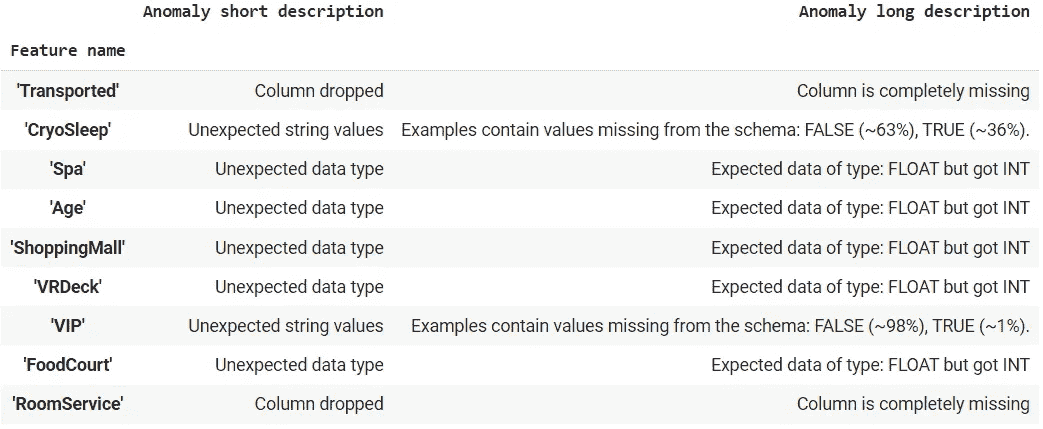 Anomaly short description Anomaly long description
Feature name
'Transported' Column dropped Column is completely missing
'CryoSleep' Unexpected string values Examples contain values missing from the schema: FALSE (~63%), TRUE (~36%).
'Spa' Unexpected data type Expected data of type: FLOAT but got INT
'Age' Unexpected data type Expected data of type: FLOAT but got INT
'ShoppingMall' Unexpected data type Expected data of type: FLOAT but got INT
'VRDeck' Unexpected data type Expected data of type: FLOAT but got INT
'VIP' Unexpected string values Examples contain values missing from the schema: FALSE (~98%), TRUE (~1%).
'FoodCourt' Unexpected data type Expected data of type: FLOAT but got INT
'RoomService' Column dropped Column is completely missing